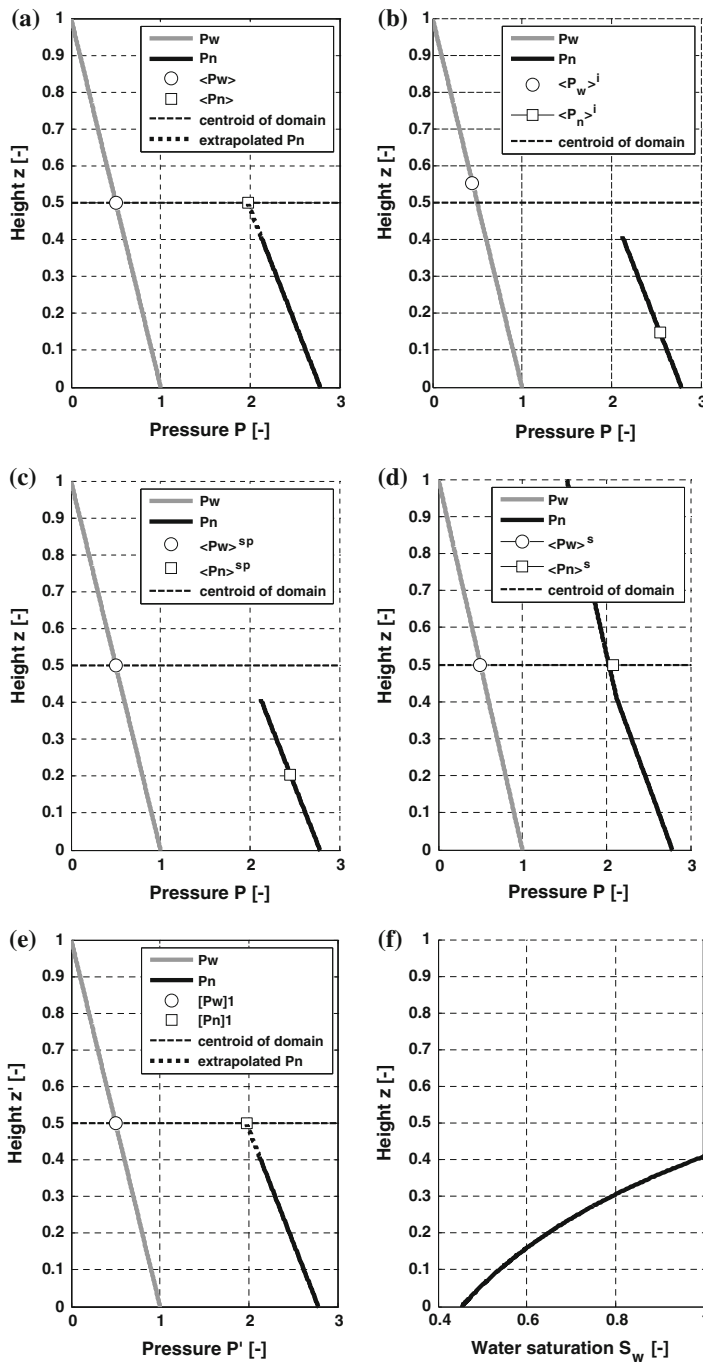 (a)
1
0.9
0.8
0.7
0.6
0.5
0.4
0.3
0.2
0.1
0
Height z [-]
Pw
Pn
<Pw>
<Pn>
centroid of domain
extrapolated Pn
0 1 2 3
Pressure P [-]
(b)
1
0.9
0.8
0.7
0.6
0.5
0.4
0.3
0.2
0.1
0
Height z [-]
Pw
Pn
<P_w>^i
<P_n>^i
centroid of domain
0 1 2 3
Pressure P [-]
(c)
1
0.9
0.8
0.7
0.6
0.5
0.4
0.3
0.2
0.1
0
Height z [-]
Pw
Pn
<Pw>^sp
<Pn>^sp
centroid of domain
0 1 2 3
Pressure P [-]
(d)
1
0.9
0.8
0.7
0.6
0.5
0.4
0.3
0.2
0.1
0
Height z [-]
Pw
Pn
<Pw>^s
<Pn>^s
centroid of domain
0 1 2 3
Pressure P [-]
(e)
1
0.9
0.8
0.7
0.6
0.5
0.4
0.3
0.2
0.1
0
Height z' [-]
Pw
Pn
[Pw]1
[Pn]1
centroid of domain
extrapolated Pn
0 1 2 3
Pressure P' [-]
(f)
1
0.9
0.8
0.7
0.6
0.5
0.4
0.3
0.2
0.1
0
Height z [-]
0.4 0.6 0.8 1
Water saturation S_w [-]